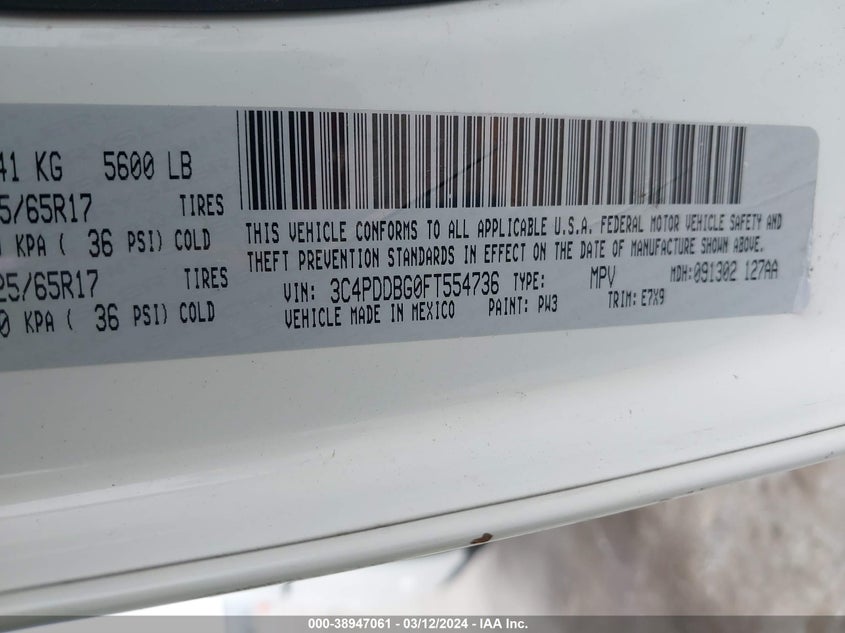 41 KG 5600 LB
5/65R17 TIRES
KPA ( 36 PSI) COLD
25/65R17 TIRES
0 KPA ( 36 PSI) COLD
THIS VEHICLE CONFORMS TO ALL APPLICABLE U.S.A. FEDERAL MOTOR VEHICLE SAFETY AND
THEFT PREVENTION STANDARDS IN EFFECT ON THE DATE OF MANUFACTURE SHOWN ABOVE.
VIN: 3C4PDDBG0FT554736 TYPE: MPV MDH: 091302 127AA
VEHICLE MADE IN MEXICO PAINT: PW3 TRIM: E7X9
000-38947061 - 03/12/2024 - IAA Inc.